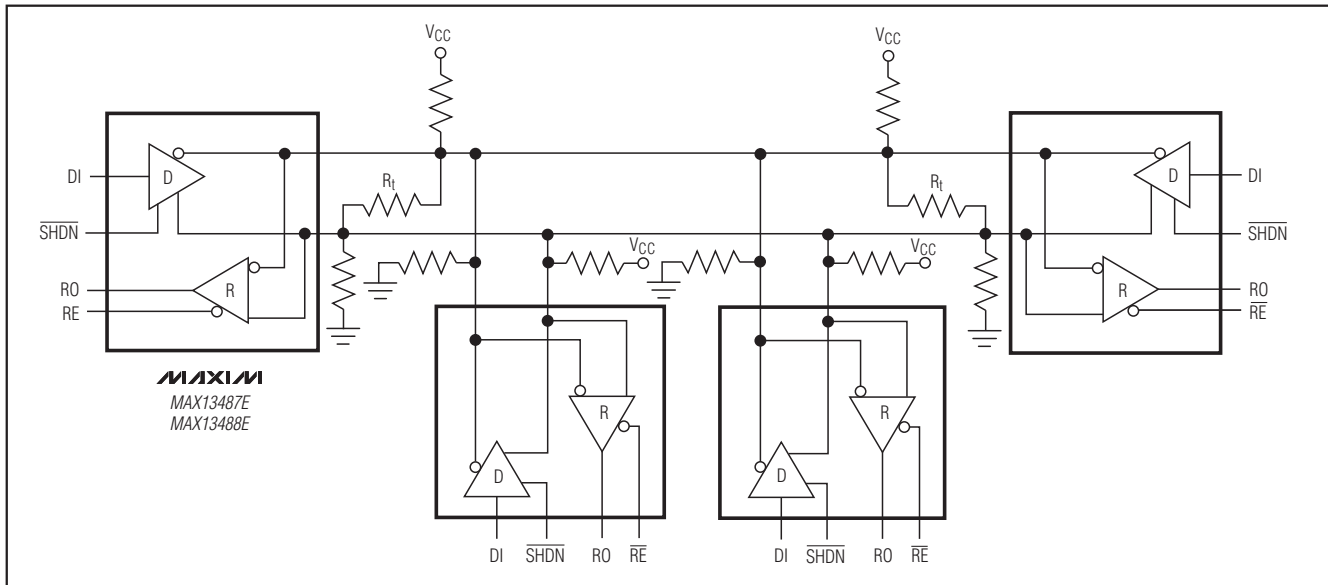 VCC
VCC
DI
D
Rt
Rt
D
DI
SHDN
VCC
VCC
SHDN
RO
R
R
RO
RE
RE
MAXIM
MAX13487E
MAX13488E
R
R
D
D
DI
SHDN
RO
RE
DI
SHDN
RO
RE